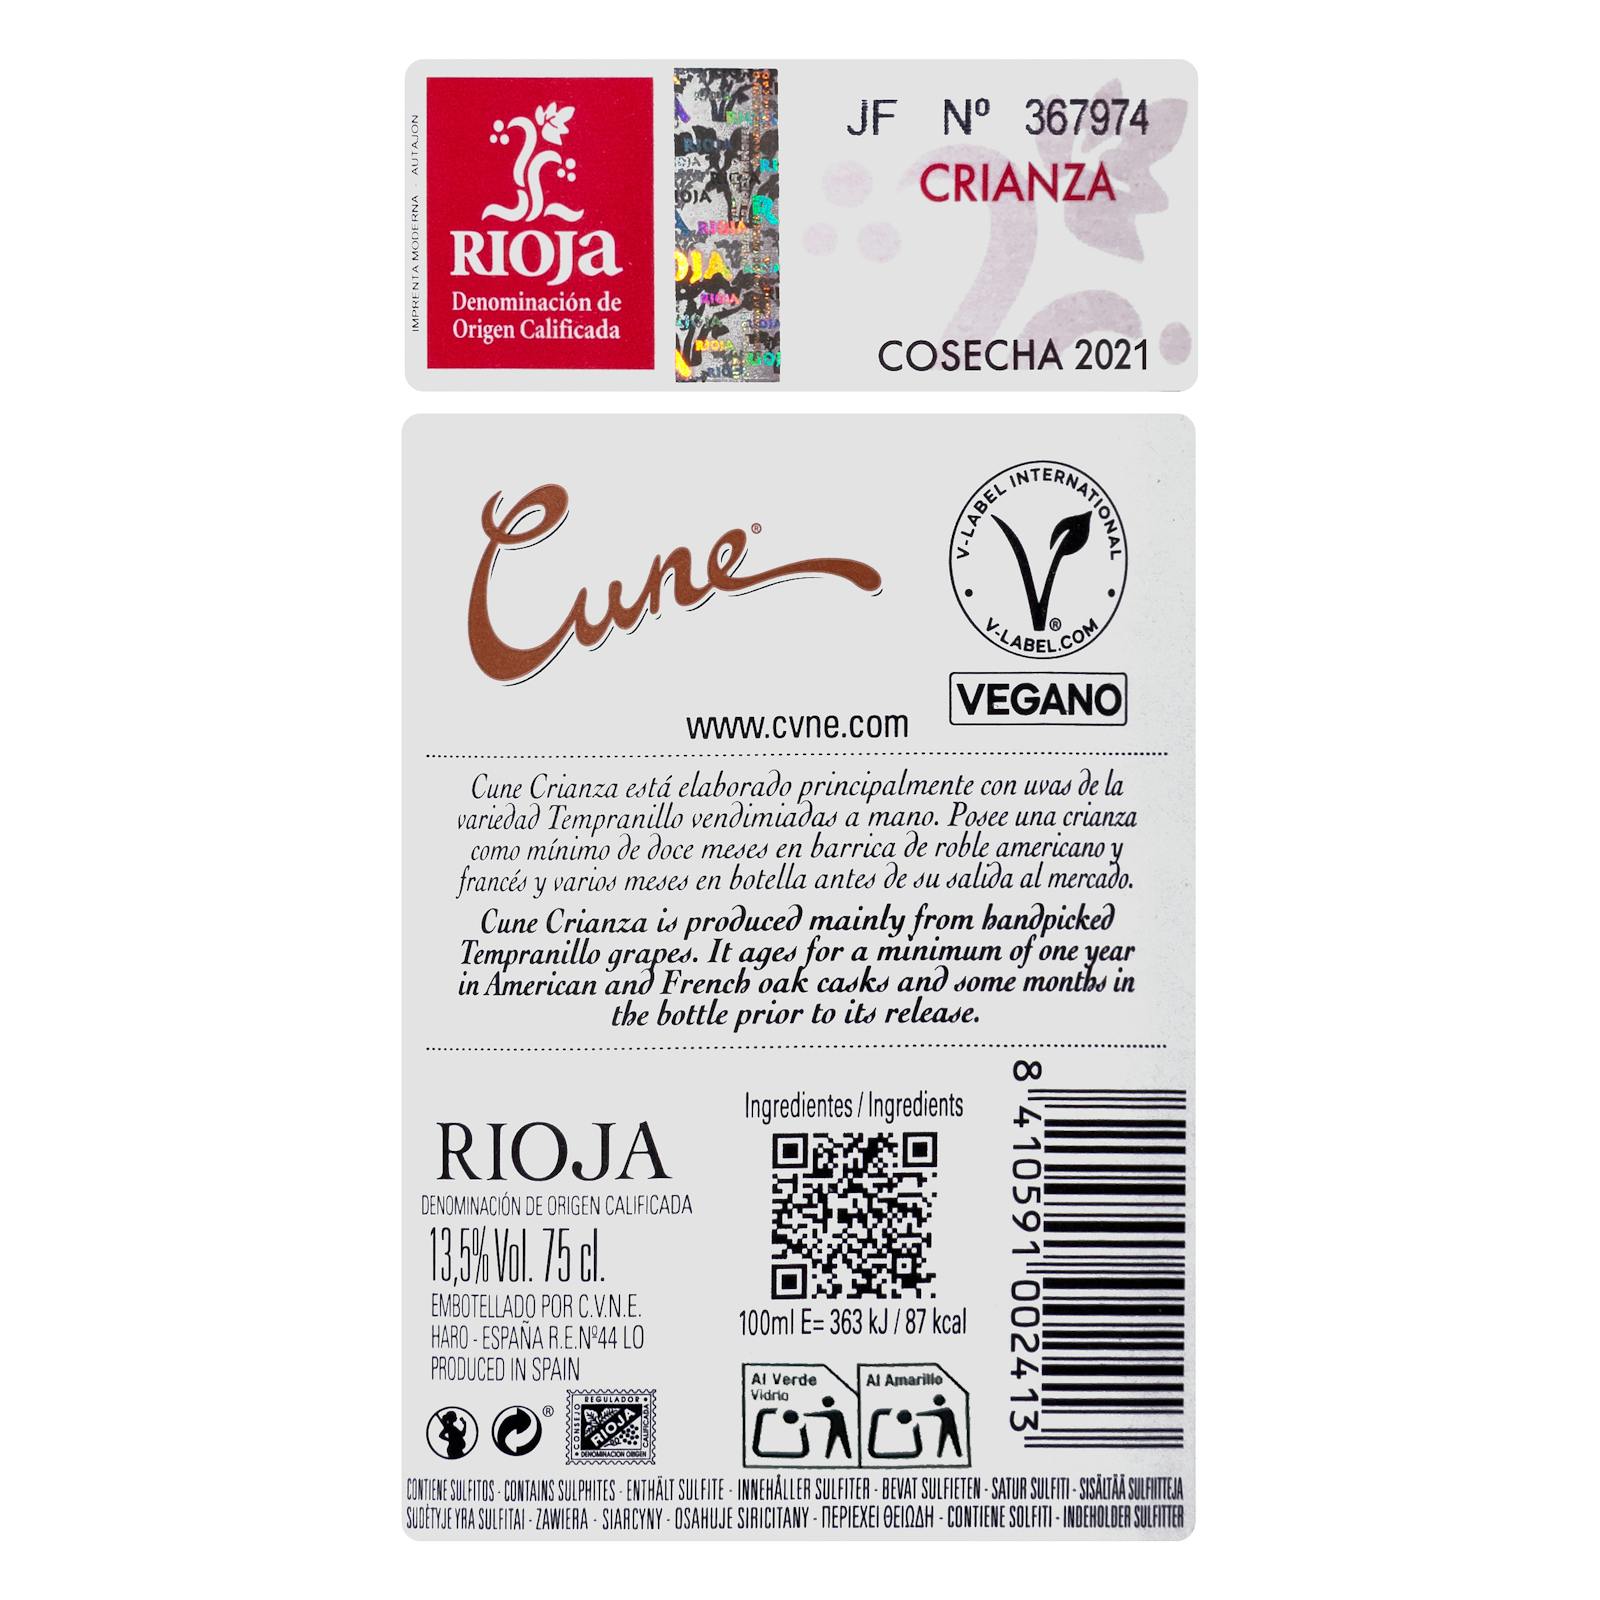 IMPRENTA MODERNA - AUTAJON
RIOJA
Denominación de
Origen Calificada
RIOJA
JF Nº 367974
CRIANZA
COSECHA 2021
Cune®
V-LABEL INTERNATIONAL
V-LABEL.COM
®
VEGANO
www.cvne.com
Cune Crianza está elaborado principalmente con uvas de la
variedad Tempranillo vendimiadas a mano. Posee una crianza
como mínimo de doce meses en barrica de roble americano y
francés y varios meses en botella antes de su salida al mercado.
Cune Crianza is produced mainly from handpicked
Tempranillo grapes. It ages for a minimum of one year
in American and French oak casks and some months in
the bottle prior to its release.
RIOJA
DENOMINACIÓN DE ORIGEN CALIFICADA
13,5% Vol. 75 cl.
EMBOTELLADO POR C.V.N.E.
HARO - ESPAÑA R.E.Nº44 LO
PRODUCED IN SPAIN
®
CONSEJO REGULADOR CALIFICADA
RIOJA
DENOMINACION ORIGEN
Ingredientes / Ingredients
100ml E= 363 kJ / 87 kcal
Al Verde
Vidrio
Al Amarillo
8 410591 002413
CONTIENE SULFITOS - CONTAINS SULPHITES - ENTHÄLT SULFITE - INNEHÅLLER SULFITER - BEVAT SULFIETEN - SATUR SULFITI - SISÄLTÄÄ SULFIITTEJA
SUDĖTYJE YRA SULFITAI - ZAWIERA - SIARCYNY - OSAHUJE SIRICITANY - ΠΕΡΙΕΧΕΙ ΘΕΙΩΔΗ - CONTIENE SOLFITI - INDEHOLDER SULFITTER